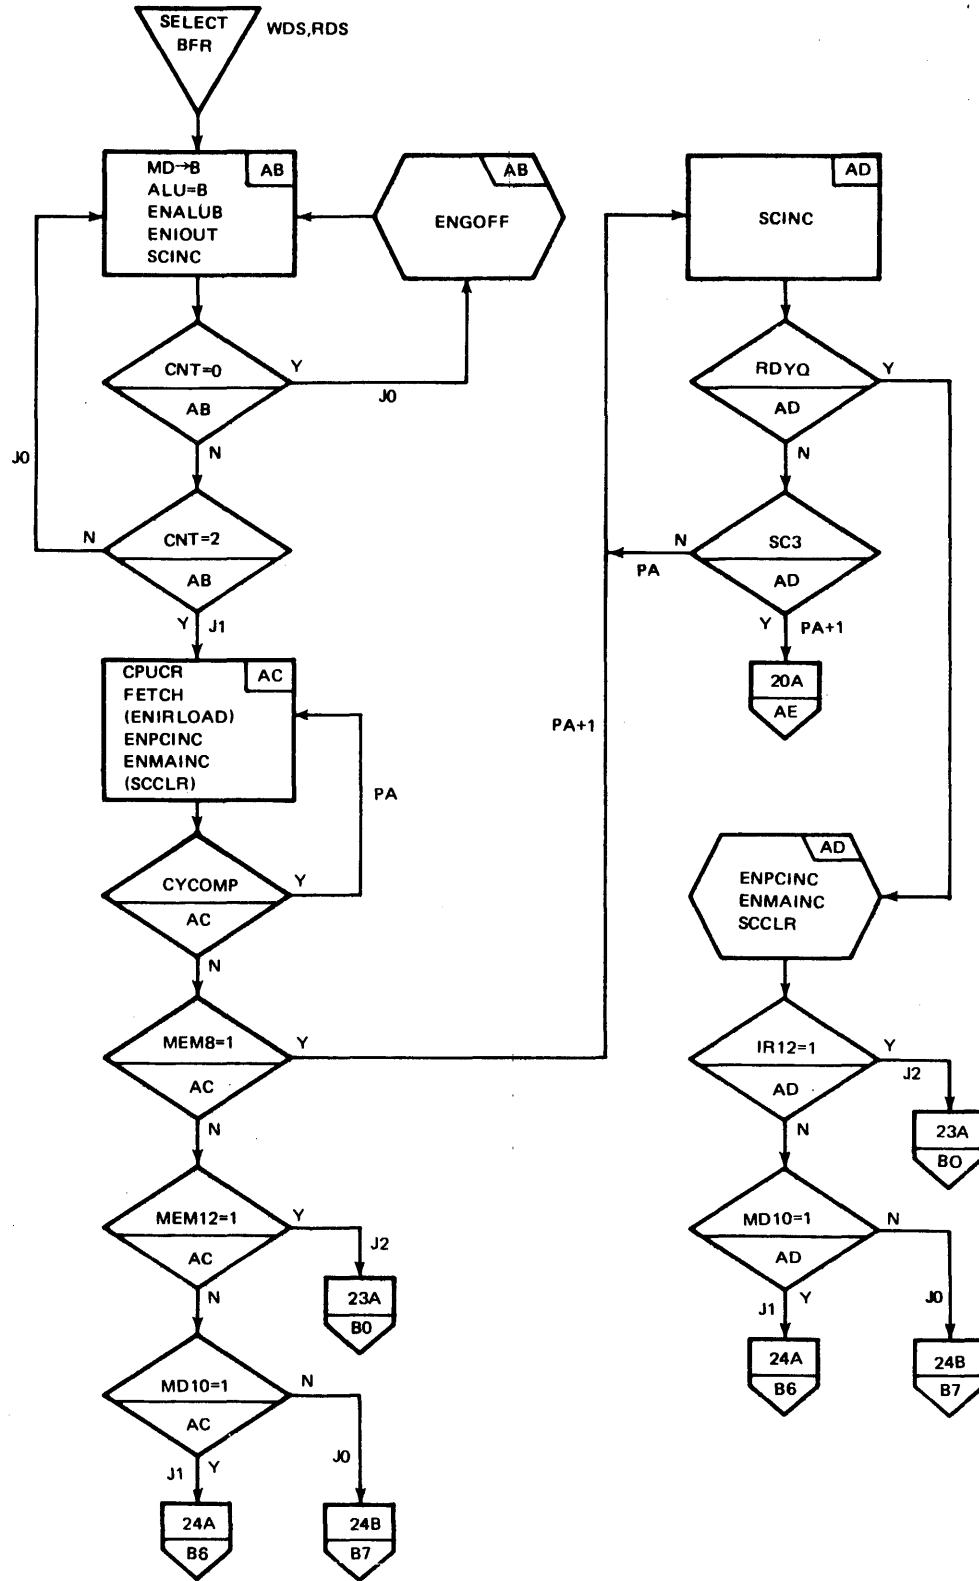 SELECT
BFR
WDS,RDS
MD→B
ALU=B
ENALUB
ENIOUT
SCINC
AB
AB
ENGOFF
CNT=0
AB
Y
J0
N
J0
CNT=2
AB
N
Y
J1
CPUCR
FETCH
(ENIRLOAD)
ENPCINC
ENMAINC
(SCCLR)
AC
PA
CYCOMP
AC
Y
N
MEM8=1
AC
Y
PA+1
N
MEM12=1
AC
Y
J2
23A
B0
N
MD10=1
AC
N
J0
J1
Y
24A
B6
24B
B7
SCINC
AD
RDYQ
AD
Y
N
SC3
AD
N
PA
Y
PA+1
20A
AE
AD
ENPCINC
ENMAINC
SCCLR
IR12=1
AD
Y
J2
23A
BO
N
MD10=1
AD
N
J0
J1
Y
24A
B6
24B
B7